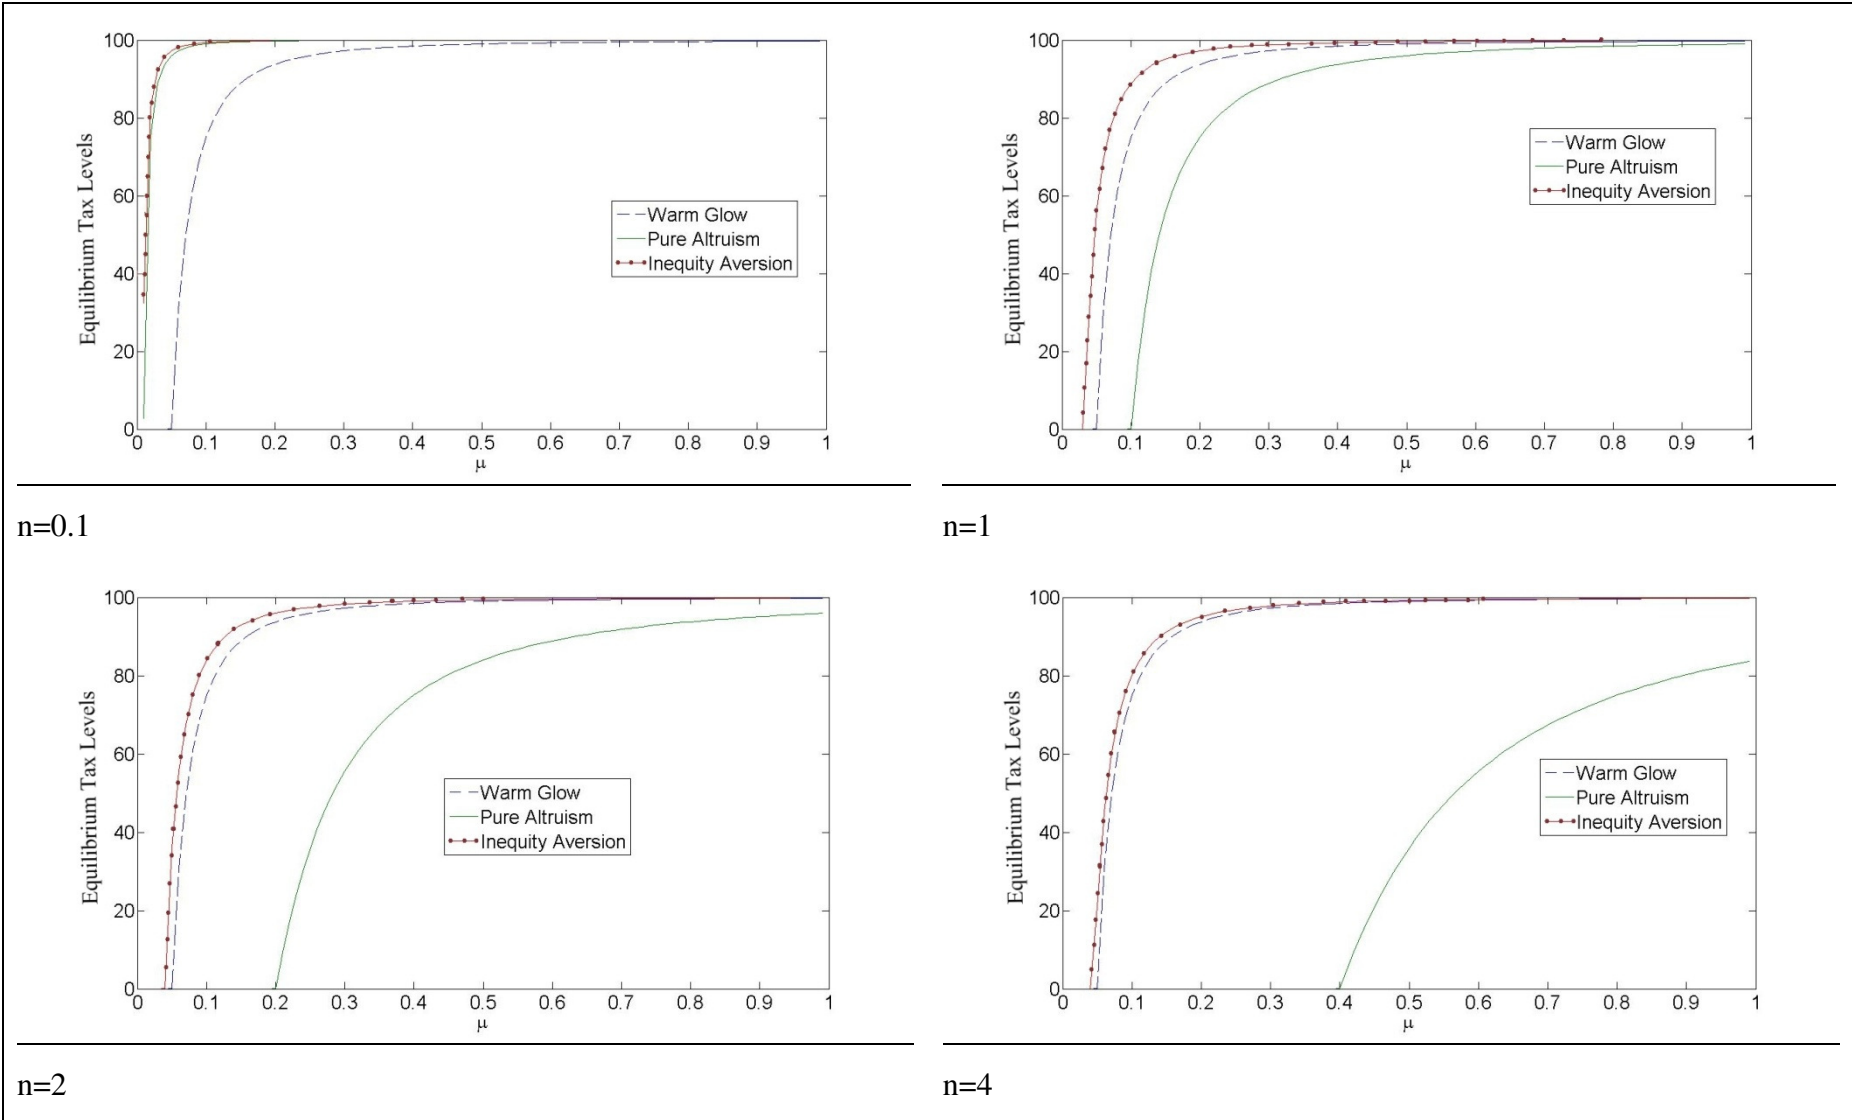 100
80
60
40
20
0
Equilibrium Tax Levels
Warm Glow
Pure Altruism
Inequity Aversion
0 0.1 0.2 0.3 0.4 0.5 0.6 0.7 0.8 0.9 1
μ
n=0.1
100
80
60
40
20
0
Equilibrium Tax Levels
Warm Glow
Pure Altruism
Inequity Aversion
0 0.1 0.2 0.3 0.4 0.5 0.6 0.7 0.8 0.9 1
μ
n=1
100
80
60
40
20
0
Equilibrium Tax Levels
Warm Glow
Pure Altruism
Inequity Aversion
0 0.1 0.2 0.3 0.4 0.5 0.6 0.7 0.8 0.9 1
μ
n=2
100
80
60
40
20
0
Equilibrium Tax Levels
Warm Glow
Pure Altruism
Inequity Aversion
0 0.1 0.2 0.3 0.4 0.5 0.6 0.7 0.8 0.9 1
μ
n=4